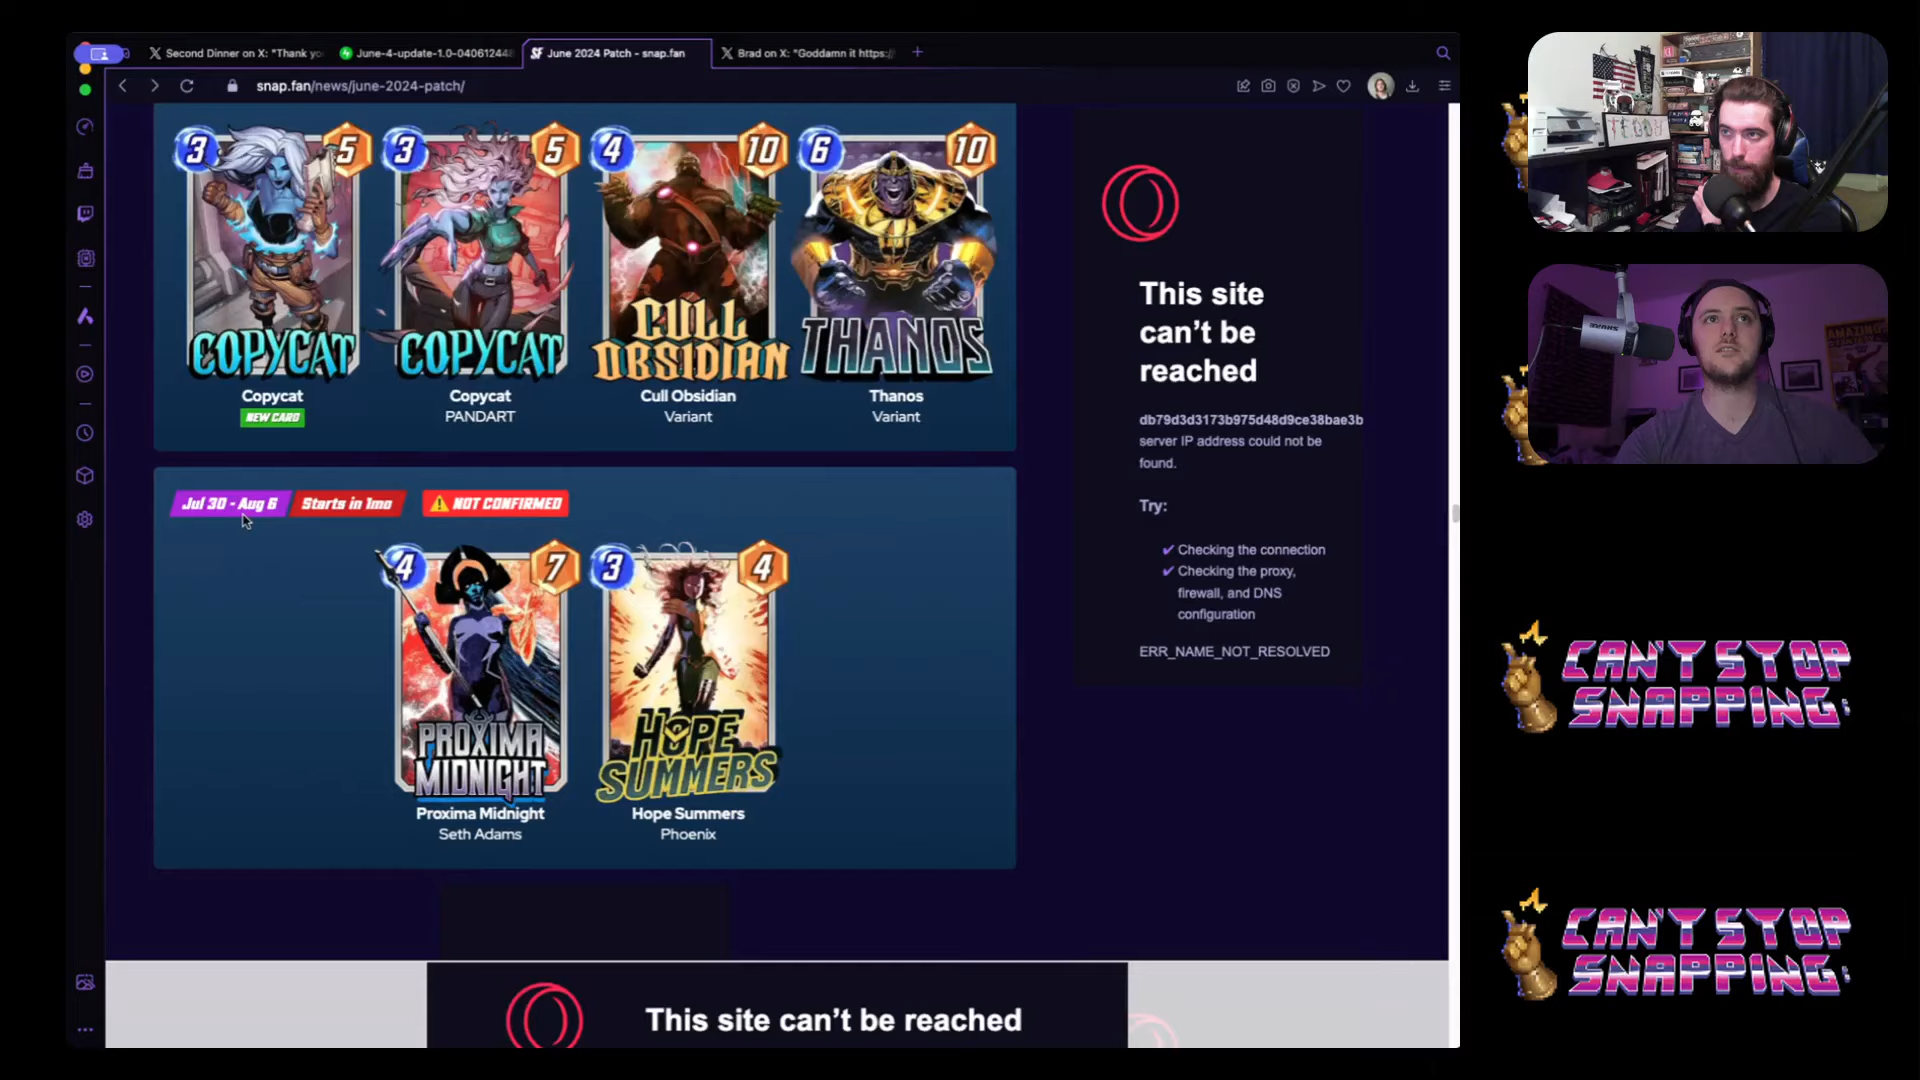 Second Dinner on X: "Thank yo
June-4-update-1.0-040612448
June 2024 Patch - snap.fan
Brad on X: "Goddamn it https:/
snap.fan/news/june-2024-patch/
3 5 3 5 4 10 6 10
COPYCAT COPYCAT CULL OBSIDIAN THANOS
Copycat Copycat Cull Obsidian Thanos
NEW CARD PANDART Variant Variant
Jul 30 - Aug 6 Starts in 1mo NOT CONFIRMED
4 7 3 4
PROXIMA MIDNIGHT HOPE SUMMERS
Proxima Midnight Hope Summers
Seth Adams Phoenix
This site
can't be
reached
db79d3d3173b975d48d9ce38bae3b
server IP address could not be
found.
Try:
Checking the connection
Checking the proxy,
firewall, and DNS
configuration
ERR_NAME_NOT_RESOLVED
This site can't be reached
SHURE
CAN'T STOP
SNAPPING:
CAN'T STOP
SNAPPING: